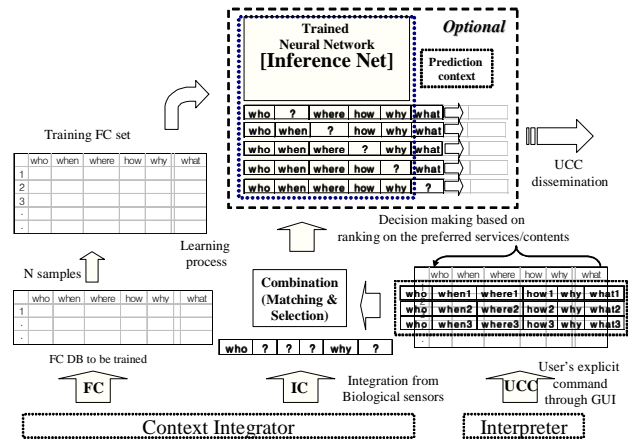 Trained
Neural Network
[Inference Net]
Optional
Prediction
context
who ? where how why what
who when ? how why what
who when where ? why what
who when where how ? what
who when where how why ?
Training FC set
who when where how why what
1
2
3
.
.
UCC
dissemination
Learning
process
Decision making based on
ranking on the preferred services/contents
N samples
who when where how why what
1
.
.
FC DB to be trained
Combination
(Matching &
Selection)
who ? ? ? why ?
who when where how why what
who when1 where1 how1 why what1
who when2 where2 how2 why what2
who when3 where3 how3 why what3
.
FC
IC
Integration from
Biological sensors
UCC
User's explicit
command
through GUI
Context Integrator
Interpreter